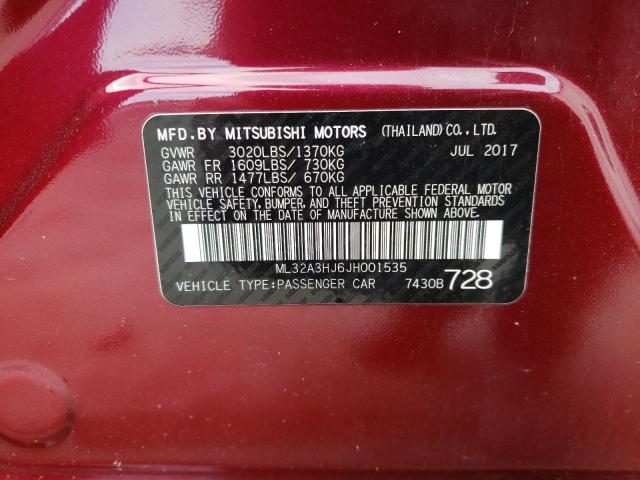 MFD.BY MITSUBISHI MOTORS (THAILAND)CO.,LTD.
GVWR 3020LBS/1370KG JUL 2017
GAWR FR 1609LBS/ 730KG
GAWR RR 1477LBS/ 670KG
THIS VEHICLE CONFORMS TO ALL APPLICABLE FEDERAL MOTOR
VEHICLE SAFETY, BUMPER, AND THEFT PREVENTION STANDARDS
IN EFFECT ON THE DATE OF MANUFACTURE SHOWN ABOVE.
ML32A3HJ6JH001535
VEHICLE TYPE:PASSENGER CAR 7430B 728